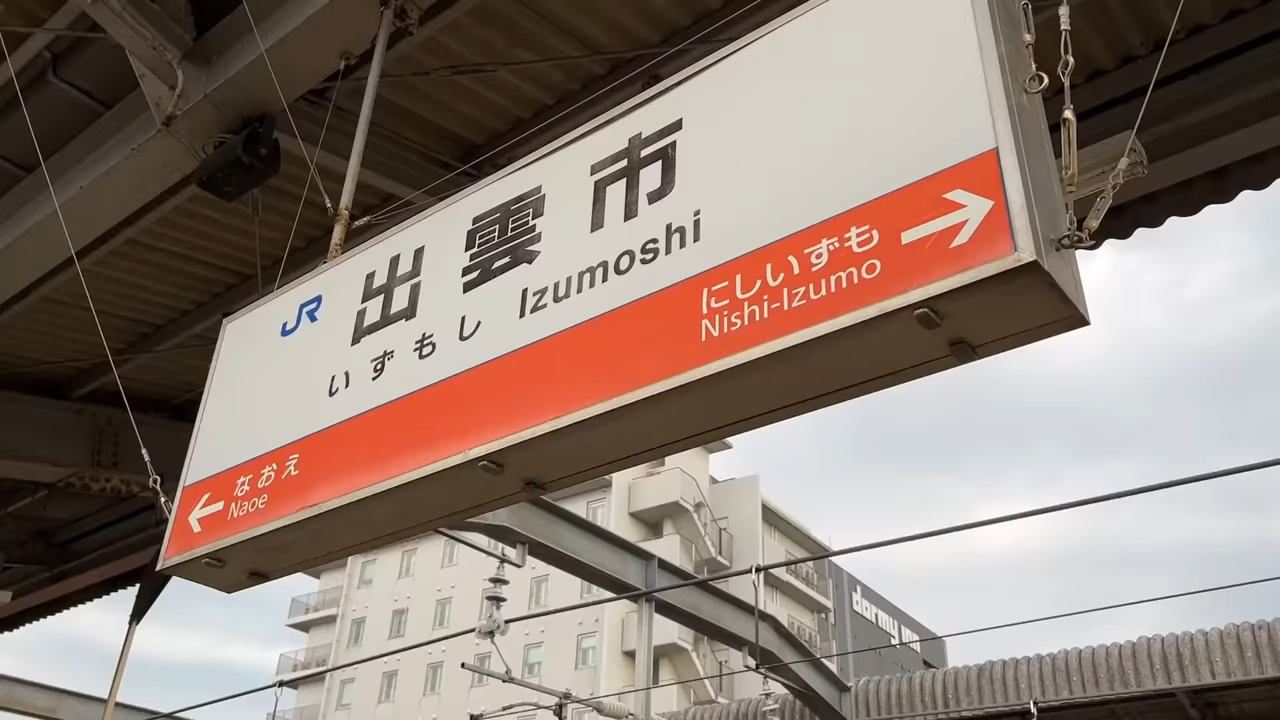 JR
出雲市
いずもし Izumoshi
にしいずも
Nishi-Izumo
なおえ
Naoe
dormy inn